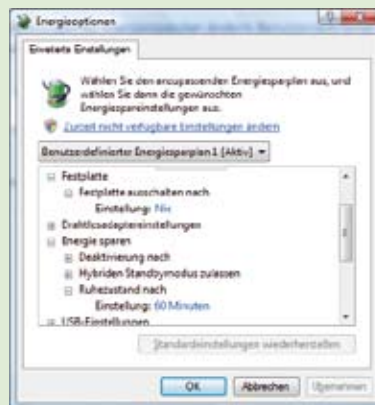 Energieoptionen
Erweiterte Einstellungen
Wählen Sie den anzupassenden Energiesparplan aus, und
wählen Sie dann die gewünschten
Energiespareinstellungen aus.
Zurzeit nicht verfügbare Einstellungen ändern
Benutzerdefinierter Energiesparplan 1 [Aktiv]
Festplatte
Festplatte ausschalten nach
Einstellung: Nie
Drahtlosadaptereinstellungen
Energie sparen
Deaktivierung nach
Hybriden Standbymodus zulassen
Ruhezustand nach
Einstellung: 60 Minuten
USB-Einstellungen
Standardeinstellungen wiederherstellen
OK Abbrechen Übernehmen